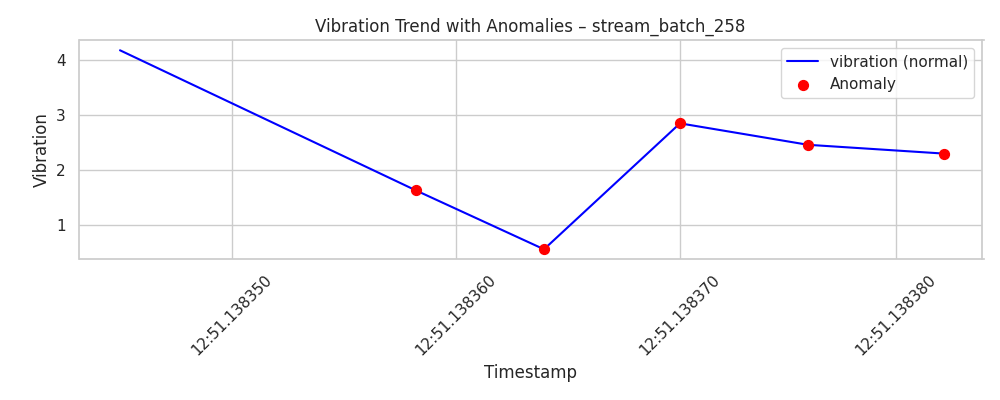 Vibration Trend with Anomalies – stream_batch_258
vibration (normal)
Anomaly
Vibration
4
3
2
1
12:51.138350
12:51.138360
12:51.138370
12:51.138380
Timestamp